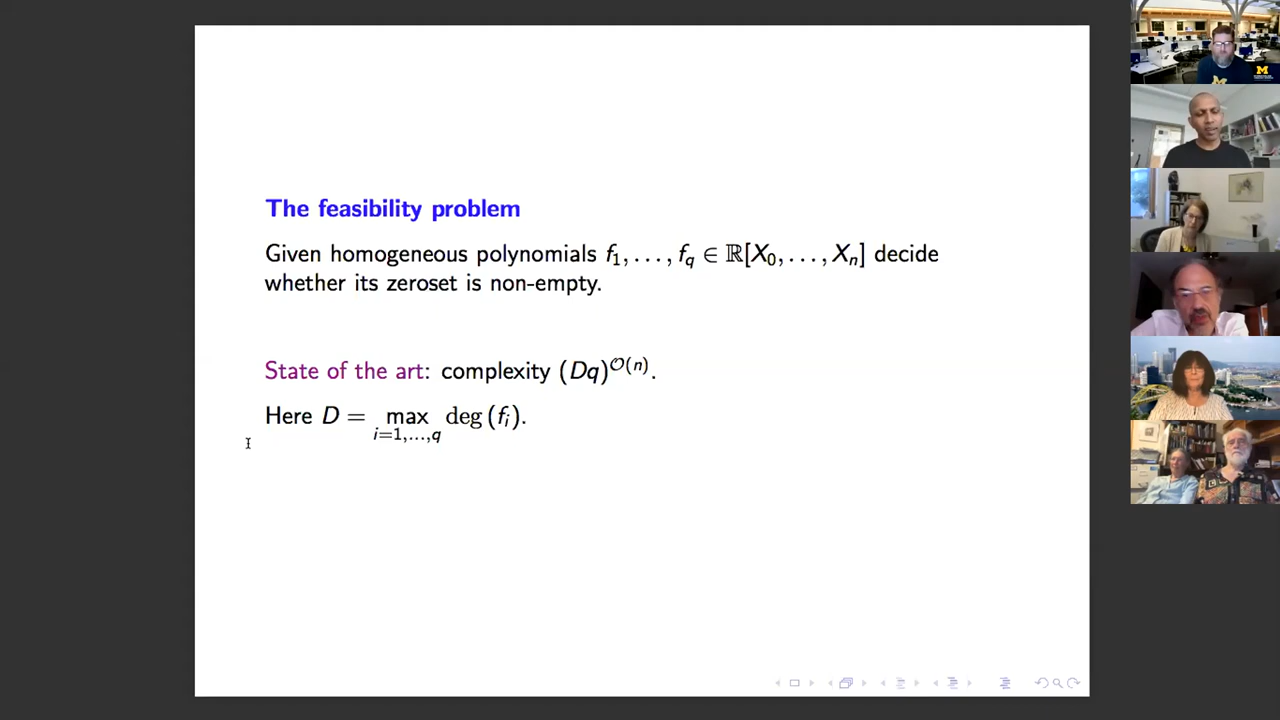 The feasibility problem
Given homogeneous polynomials f₁, …, f_q ∈ ℝ[X₀, …, Xₙ] decide
whether its zeroset is non-empty.
State of the art: complexity (Dq)^𝒪(n).
Here D = max_{i=1,…,q} deg (f_i).